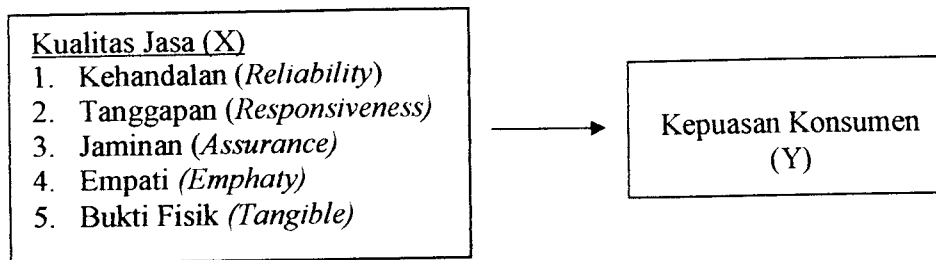 Kualitas Jasa (X)
1. Kehandalan (Reliability)
2. Tanggapan (Responsiveness)
3. Jaminan (Assurance)
4. Empati (Emphaty)
5. Bukti Fisik (Tangible)
Kepuasan Konsumen
(Y)